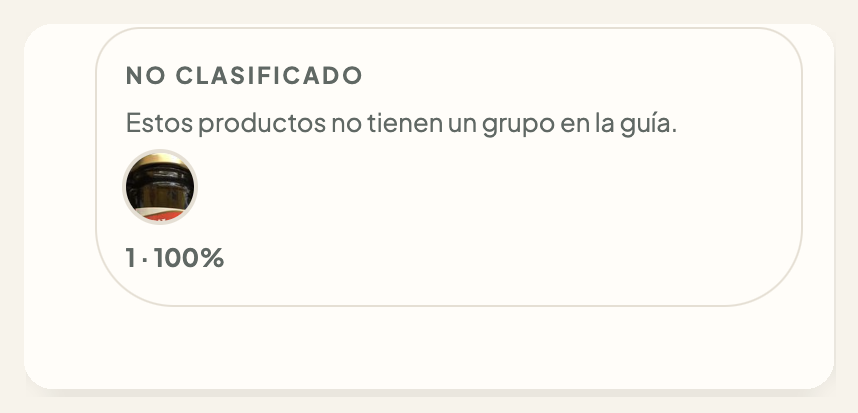 NO CLASIFICADO
Estos productos no tienen un grupo en la guía.
1 · 100%